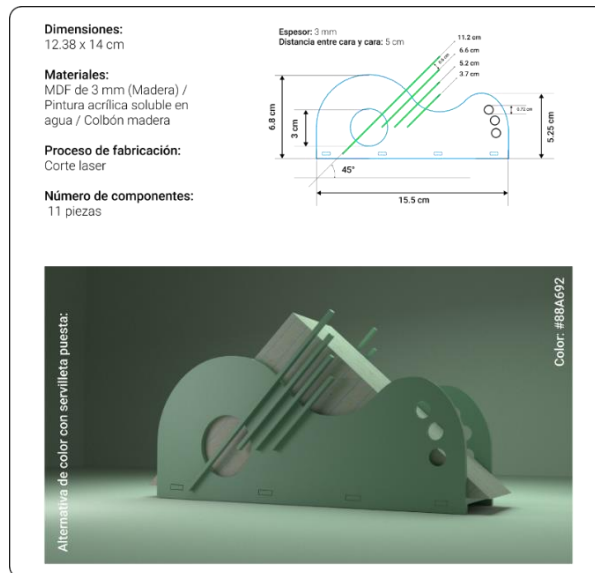 Dimensiones:
12.38 x 14 cm
Materiales:
MDF de 3 mm (Madera) /
Pintura acrílica soluble en
agua / Colbón madera
Proceso de fabricación:
Corte laser
Número de componentes:
11 piezas
Espesor: 3 mm
Distancia entre cara y cara: 5 cm
11.2 cm
6.6 cm
5.2 cm
3.7 cm
6.8 cm
3 cm
0.72 cm
5.25 cm
45°
15.5 cm
Alternativa de color con servilleta puesta:
Color: #88A692